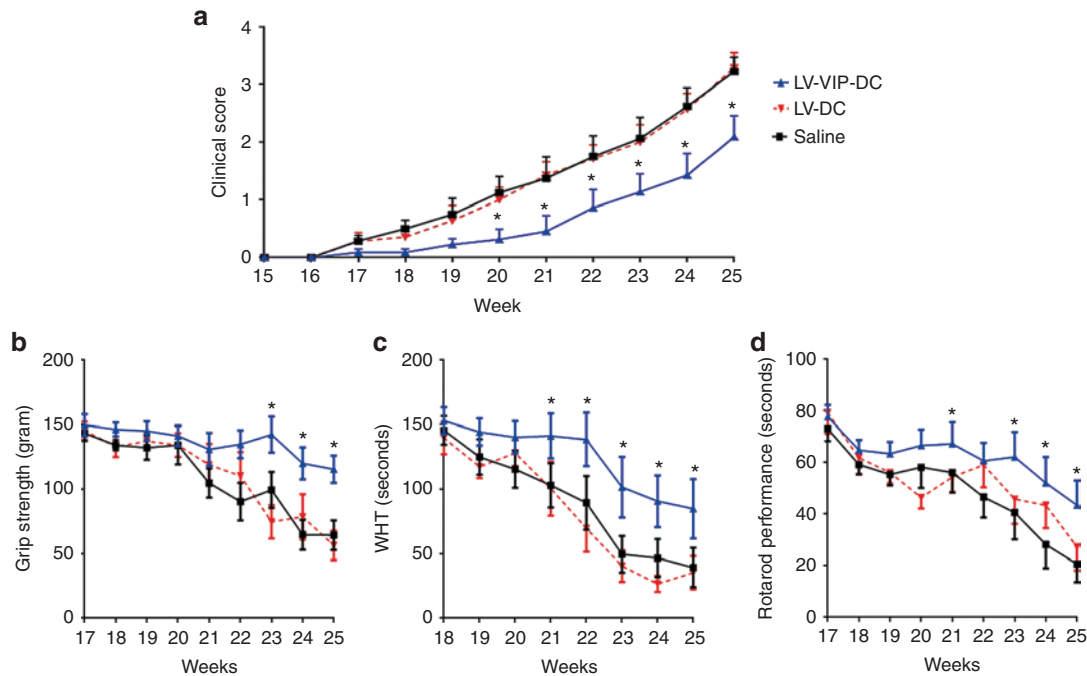 a
Clinical score
4
3
2
1
0
* * * * * *
15 16 17 18 19 20 21 22 23 24 25
Week
LV-VIP-DC
LV-DC
Saline
b
Grip strength (gram)
200
150
100
50
0
* * *
17 18 19 20 21 22 23 24 25
Weeks
c
WHT (seconds)
200
150
100
50
0
* * * * *
18 19 20 21 22 23 24 25
Weeks
d
Rotarod performance (seconds)
100
80
60
40
20
0
* * * *
17 18 19 20 21 22 23 24 25
Weeks